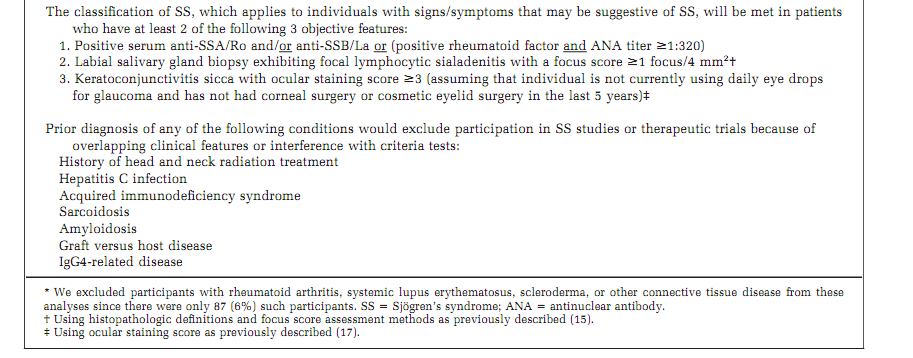 The classification of SS, which applies to individuals with signs/symptoms that may be suggestive of SS, will be met in patients
who have at least 2 of the following 3 objective features:
1. Positive serum anti-SSA/Ro and/or anti-SSB/La or (positive rheumatoid factor and ANA titer ≥1:320)
2. Labial salivary gland biopsy exhibiting focal lymphocytic sialadenitis with a focus score ≥1 focus/4 mm²†
3. Keratoconjunctivitis sicca with ocular staining score ≥3 (assuming that individual is not currently using daily eye drops
for glaucoma and has not had corneal surgery or cosmetic eyelid surgery in the last 5 years)‡
Prior diagnosis of any of the following conditions would exclude participation in SS studies or therapeutic trials because of
overlapping clinical features or interference with criteria tests:
History of head and neck radiation treatment
Hepatitis C infection
Acquired immunodeficiency syndrome
Sarcoidosis
Amyloidosis
Graft versus host disease
IgG4-related disease
* We excluded participants with rheumatoid arthritis, systemic lupus erythematosus, scleroderma, or other connective tissue disease from these
analyses since there were only 87 (6%) such participants. SS = Sjögren's syndrome; ANA = antinuclear antibody.
† Using histopathologic definitions and focus score assessment methods as previously described (15).
‡ Using ocular staining score as previously described (17).